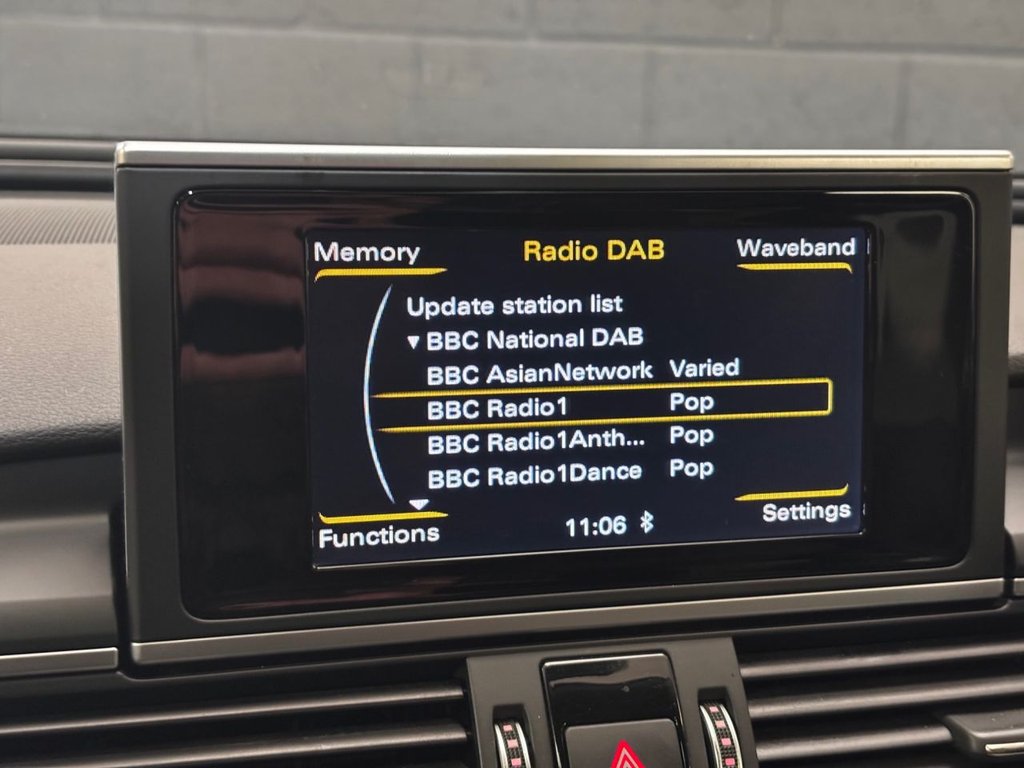 Memory Radio DAB Waveband
Update station list
▼ BBC National DAB
BBC AsianNetwork Varied
BBC Radio1 Pop
BBC Radio1Anth... Pop
BBC Radio1Dance Pop
Functions 11:06 Settings